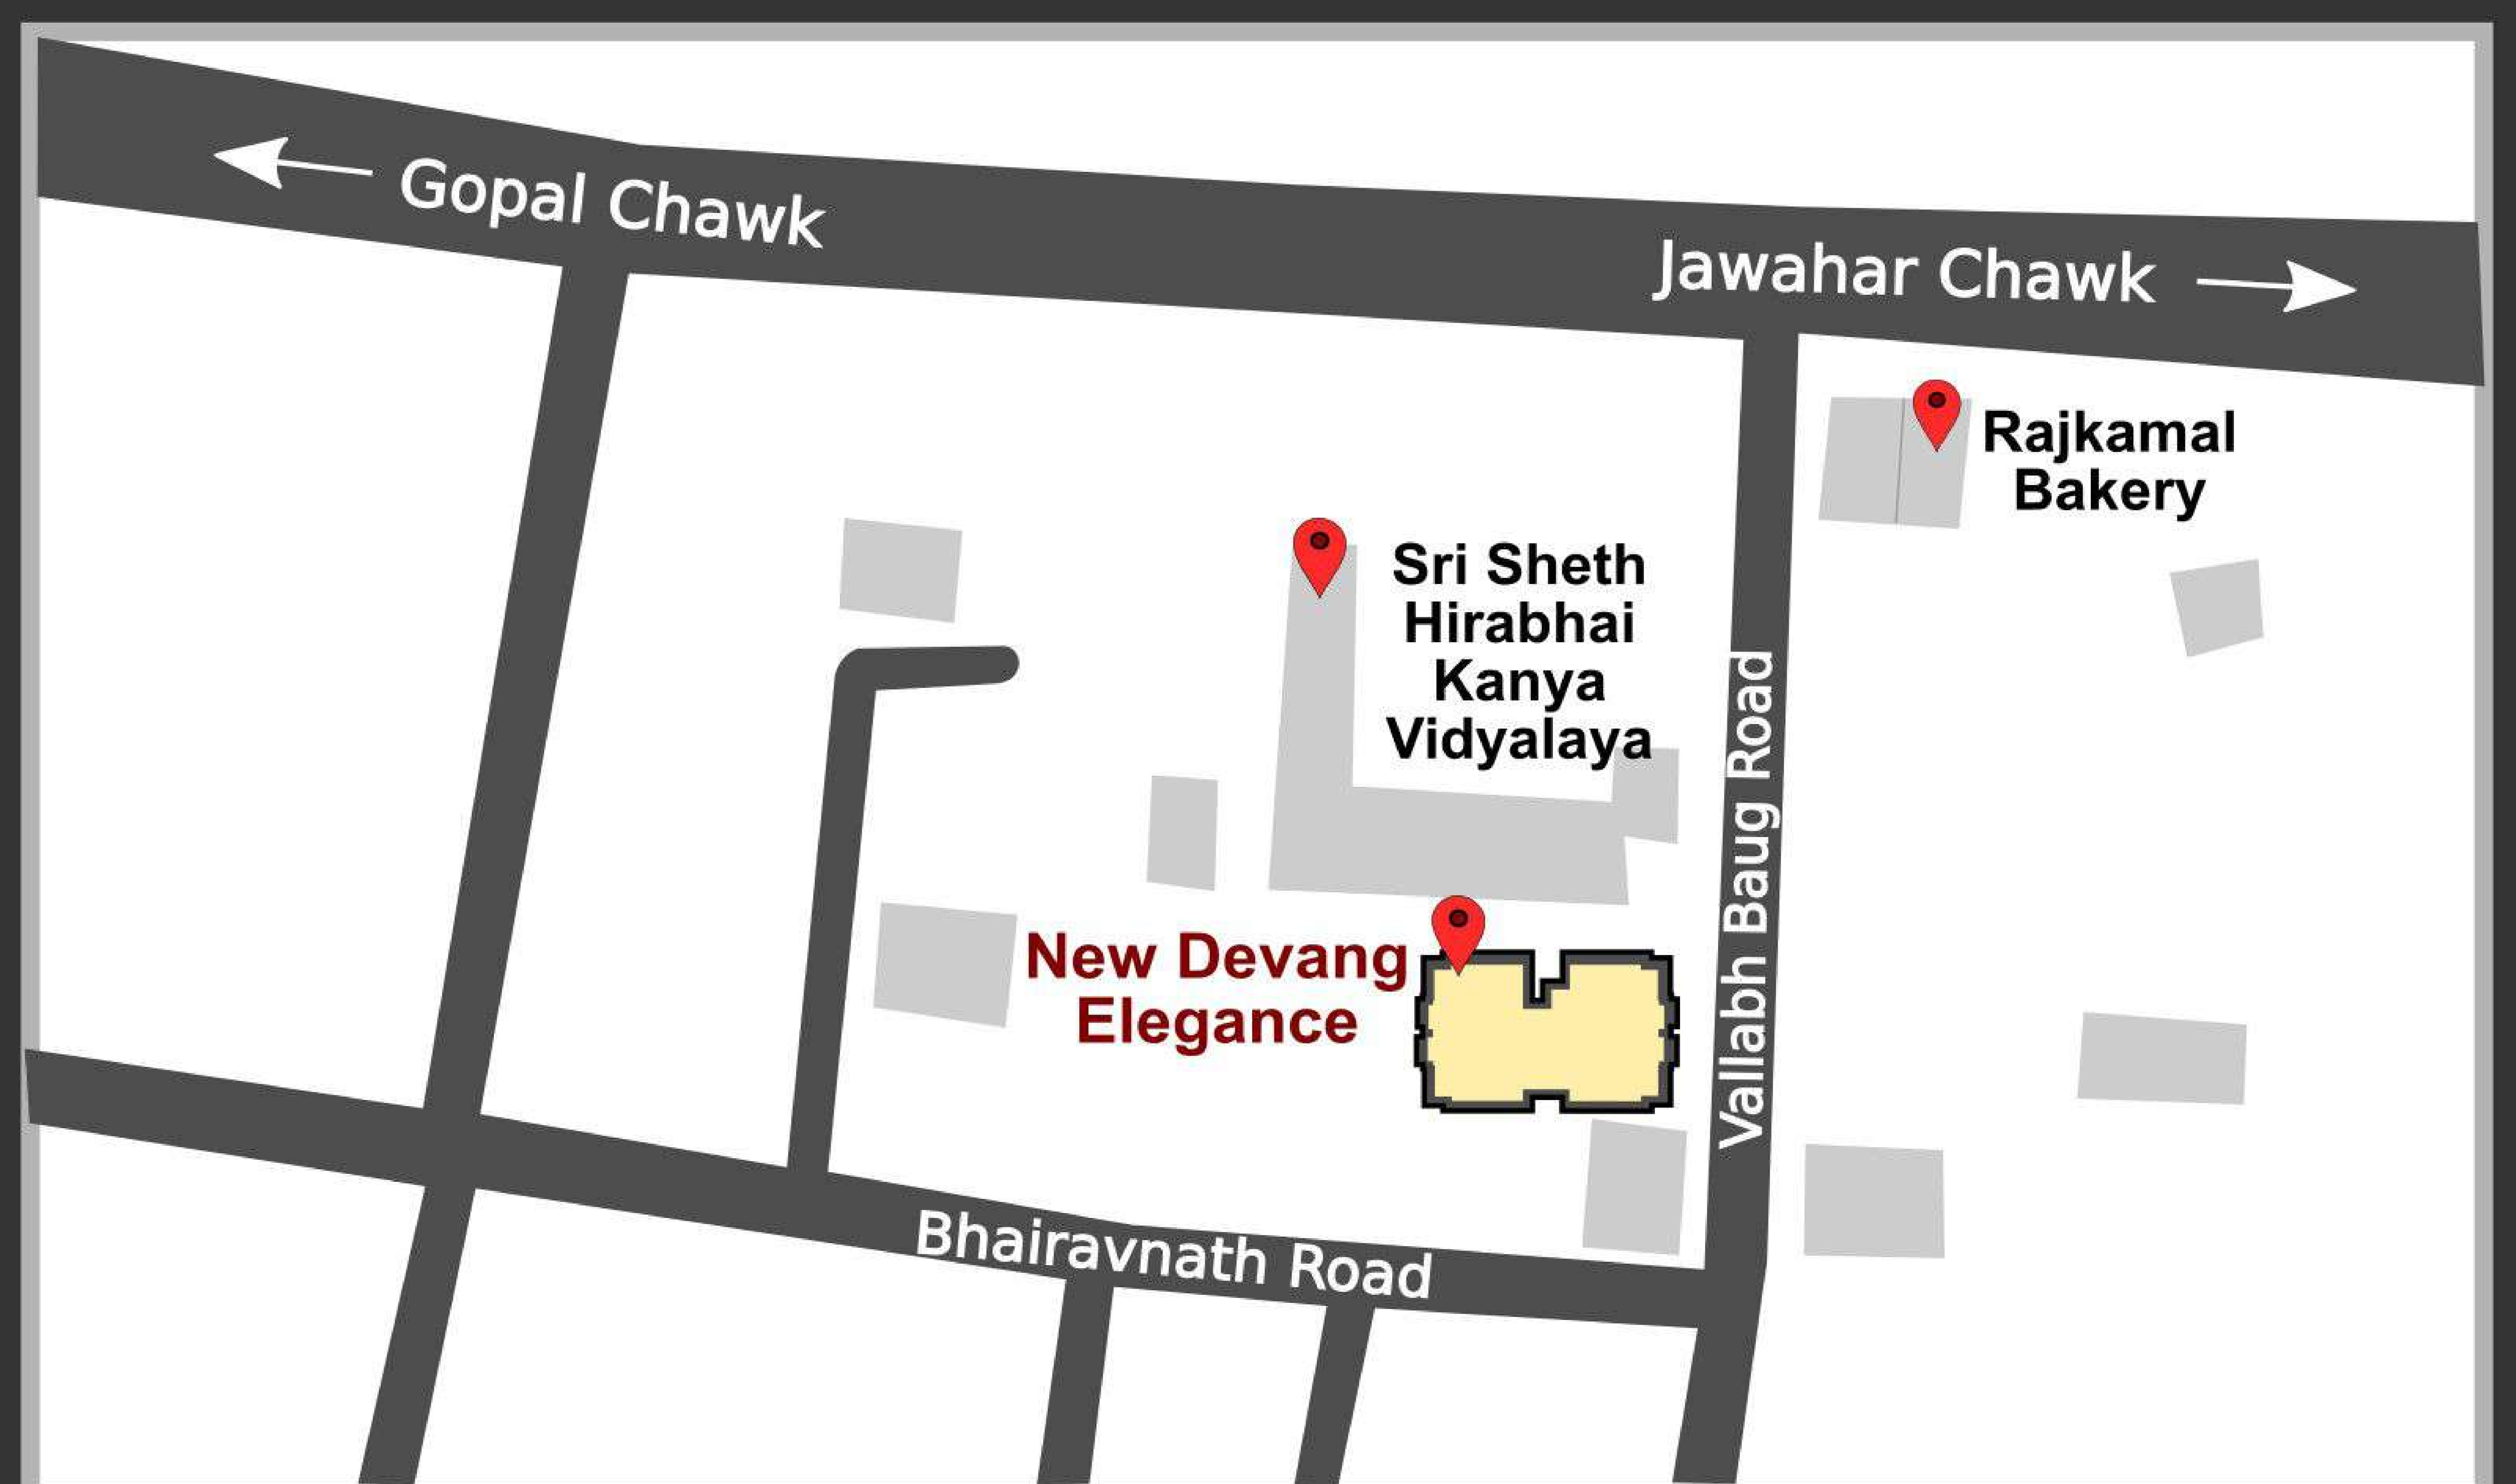 Gopal Chawk
Jawahar Chawk
Rajkamal
Bakery
Sri Sheth
Hirabhai
Kanya
Vidyalaya
Vallabh Baug Road
New Devang
Elegance
Bhairavnath Road